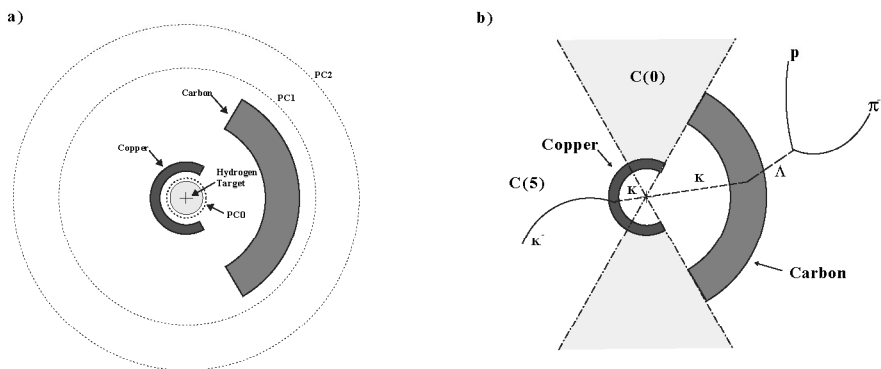 a)
PC2
PC1
Carbon
Copper
Hydrogen
Target
PC0
b)
p
C(0)
π⁻
Copper
Λ
K
K
C(5)
K⁻
Carbon